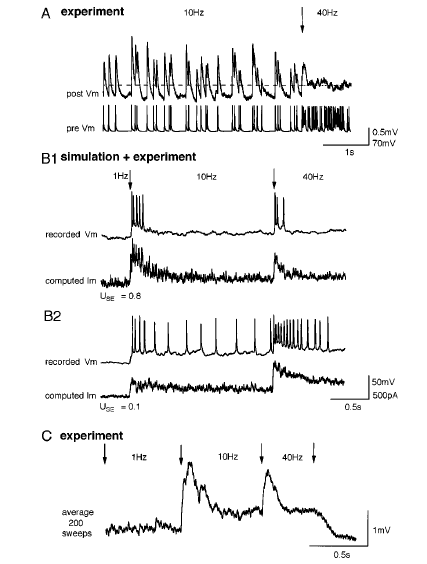 A experiment
10Hz 40Hz
post Vm
pre Vm
0.5mV
70mV
1s
B1 simulation + experiment
1Hz 10Hz 40Hz
recorded Vm
computed Im
USE = 0.8
B2
recorded Vm
computed Im
USE = 0.1
50mV
500pA
0.5s
C experiment
1Hz 10Hz 40Hz
average
200
sweeps
1mV
0.5s